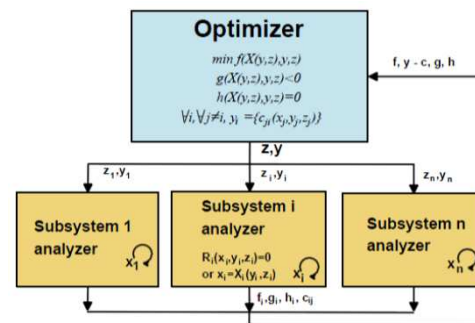 Optimizer
min f(X(y,z),y,z)
g(X(y,z),y,z)<0
h(X(y,z),y,z)=0
∀i,∀j≠i, yᵢ ={cⱼᵢ(xⱼ,yⱼ,zⱼ)}
f, y - c, g, h
z,y
z₁,y₁
zᵢ,yᵢ
zₙ,yₙ
Subsystem 1
analyzer
x₁
Subsystem i
analyzer
Rᵢ(xᵢ,yᵢ,zᵢ)=0
or xᵢ=Xᵢ(yᵢ,zᵢ)
xᵢ
Subsystem n
analyzer
xₙ
fᵢ,gᵢ, hᵢ, cᵢⱼ